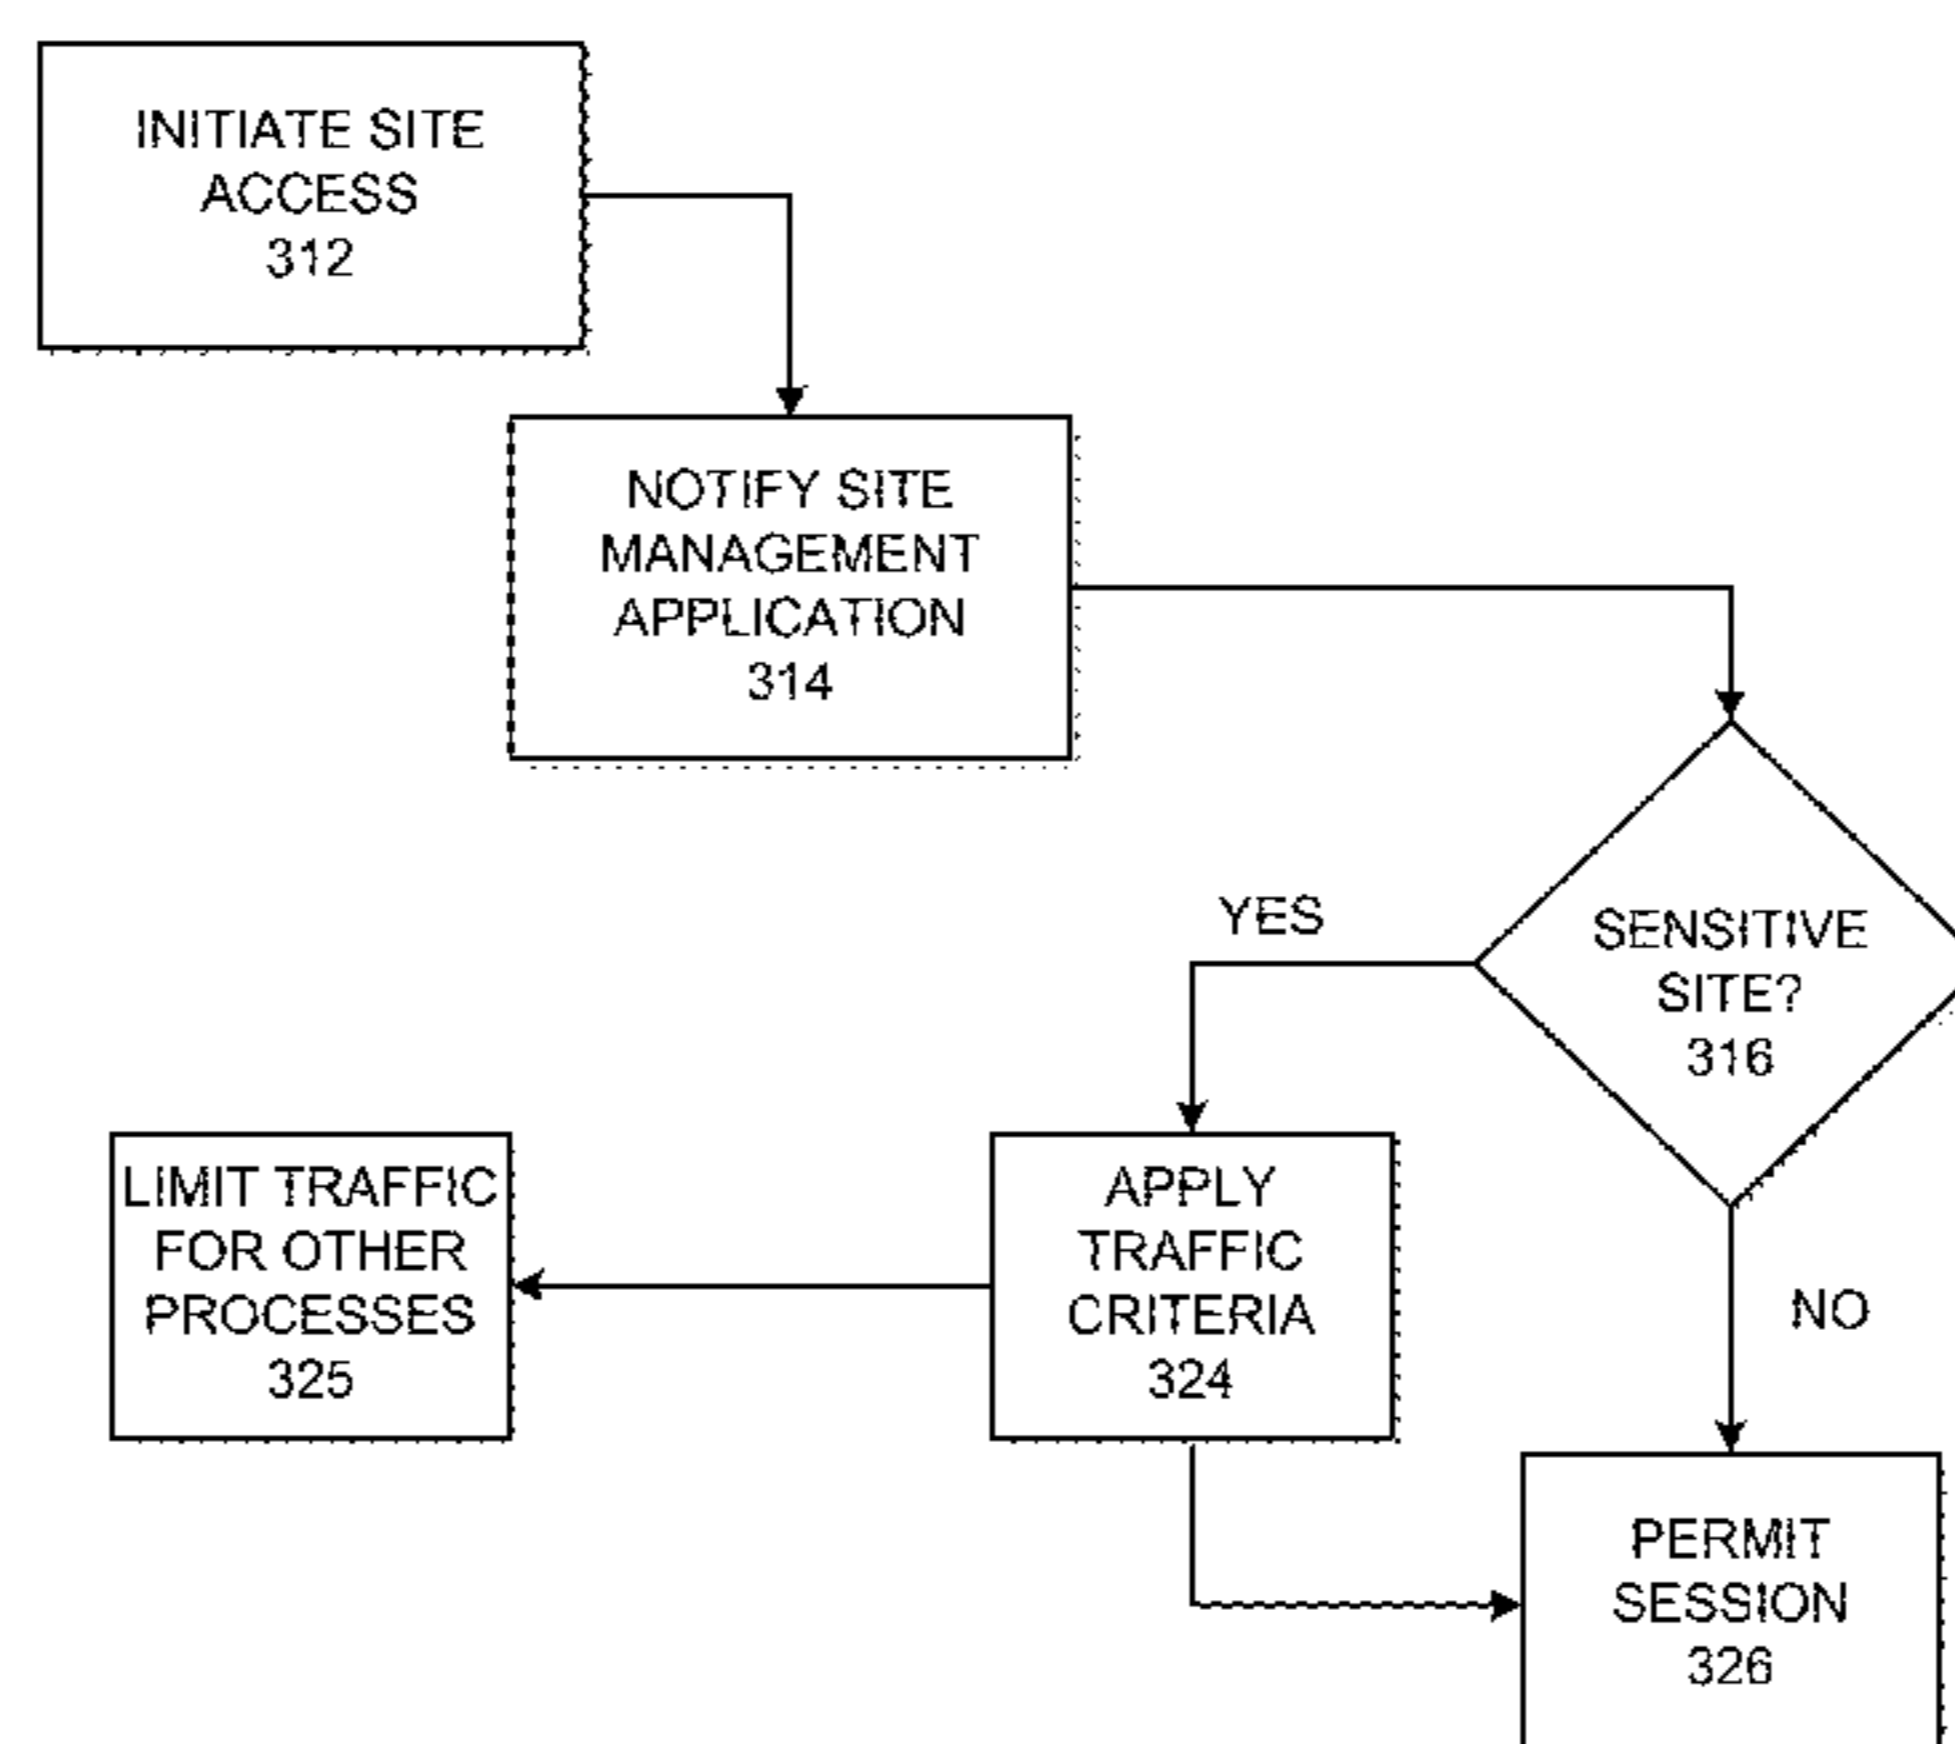 INITIATE SITE
ACCESS
312
NOTIFY SITE
MANAGEMENT
APPLICATION
314
SENSITIVE
SITE?
316
YES
NO
LIMIT TRAFFIC
FOR OTHER
PROCESSES
325
APPLY
TRAFFIC
CRITERIA
324
PERMIT
SESSION
326